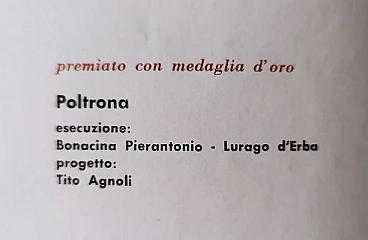 premiato con medaglia d'oro
Poltrona
esecuzione:
Bonacina Pierantonio - Lurago d'Erba
progetto:
Tito Agnoli